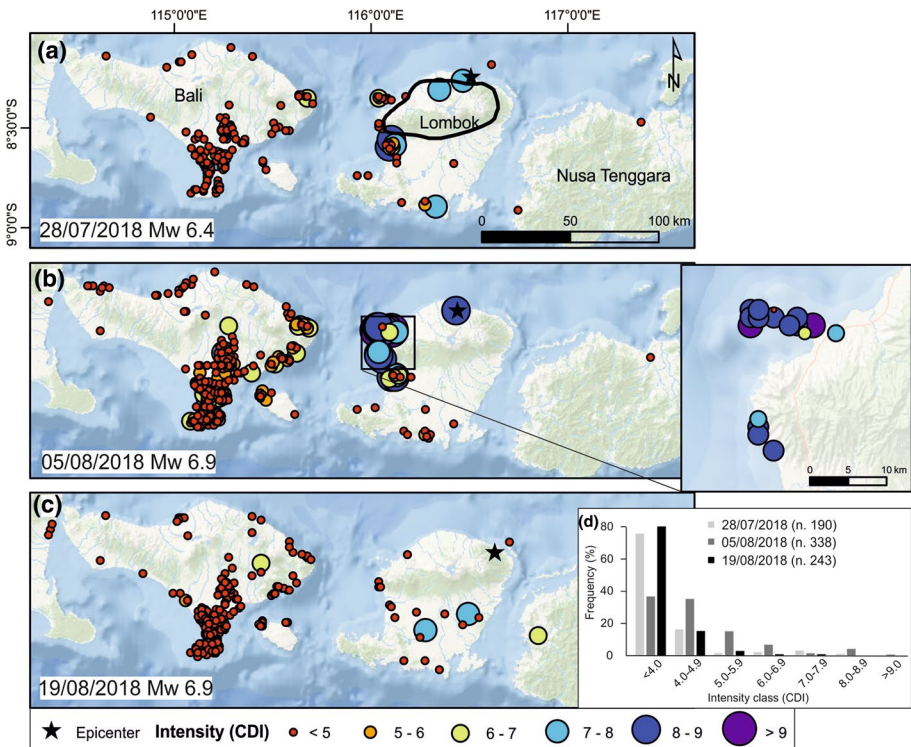 115°0'0"E 116°0'0"E 117°0'0"E
(a)
N
Bali
Lombok
8°30'0"S
Nusa Tenggara
0 50 100 km
9°0'0"S
28/07/2018 Mw 6.4
(b)
05/08/2018 Mw 6.9
0 5 10 km
(c)
19/08/2018 Mw 6.9
(d)
28/07/2018 (n. 190)
05/08/2018 (n. 338)
19/08/2018 (n. 243)
Frequency (%)
80
60
40
20
0
<4.0 4.0-4.9 5.0-5.9 6.0-6.9 7.0-7.9 8.0-8.9 >9.0
Intensity class (CDI)
Epicenter Intensity (CDI) < 5 5 - 6 6 - 7 7 - 8 8 - 9 > 9